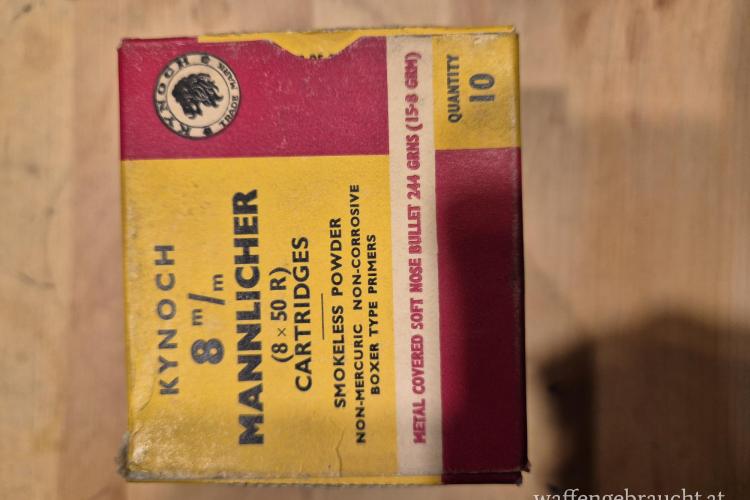 KYNOCH
TRADE MARK
KYNOCH
8 m/m
MANNLICHER
(8 × 50 R)
CARTRIDGES
SMOKELESS POWDER
NON-MERCURIC NON-CORROSIVE
BOXER TYPE PRIMERS
METAL COVERED SOFT NOSE BULLET 244 GRNS (15·8 GRM)
QUANTITY
10
waffengebraucht.at